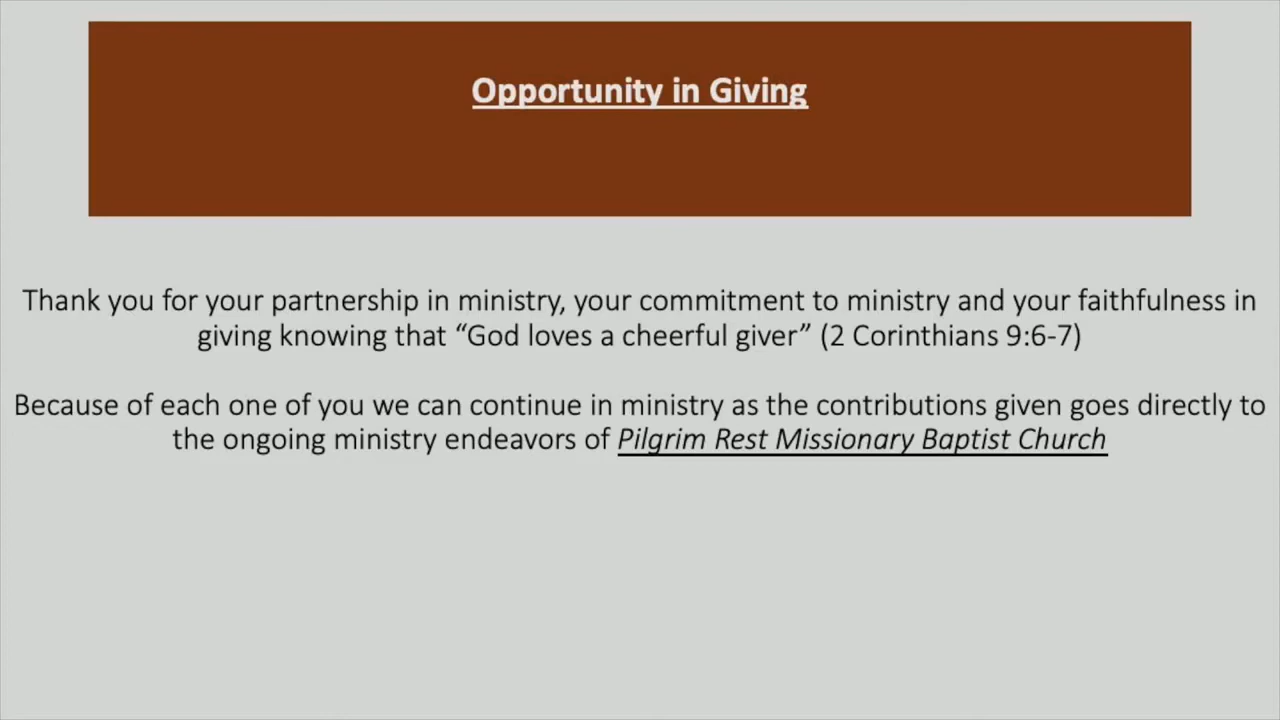 Opportunity in Giving
Thank you for your partnership in ministry, your commitment to ministry and your faithfulness in
giving knowing that “God loves a cheerful giver” (2 Corinthians 9:6-7)
Because of each one of you we can continue in ministry as the contributions given goes directly to
the ongoing ministry endeavors of Pilgrim Rest Missionary Baptist Church